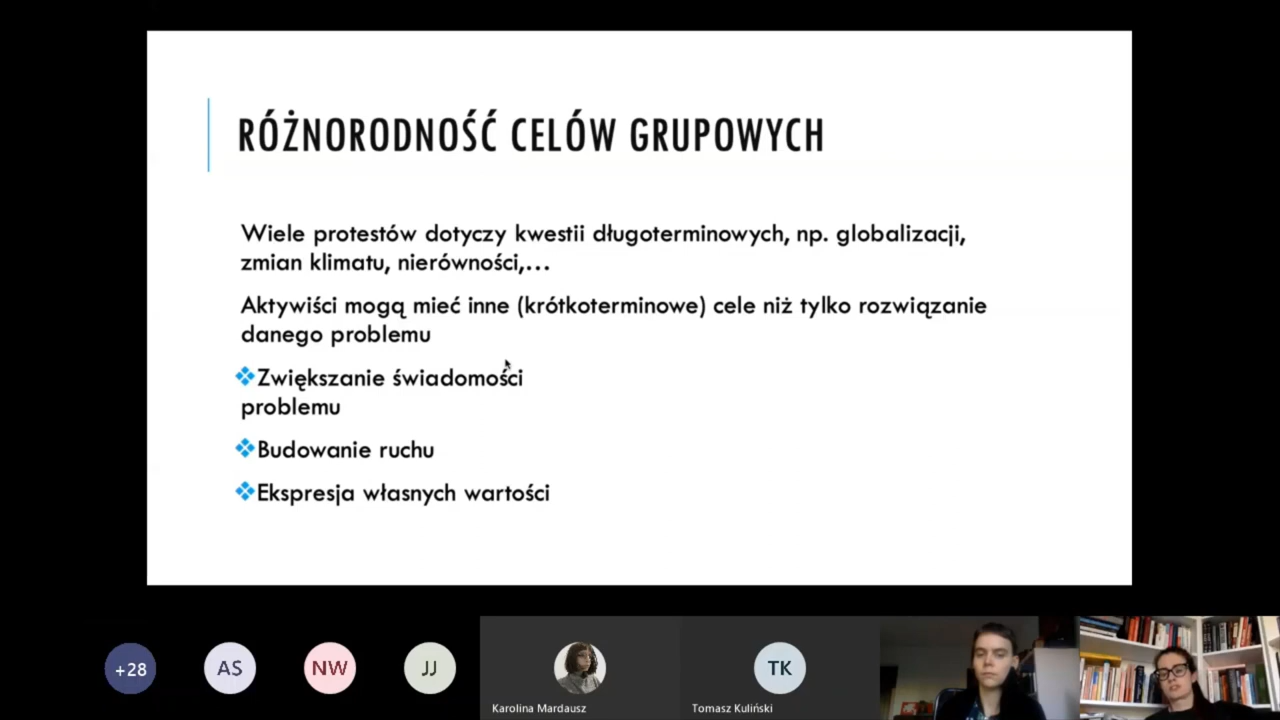 RÓŻNORODNOŚĆ CELÓW GRUPOWYCH
Wiele protestów dotyczy kwestii długoterminowych, np. globalizacji,
zmian klimatu, nierówności,...
Aktywiści mogą mieć inne (krótkoterminowe) cele niż tylko rozwiązanie
danego problemu
Zwiększanie świadomości
problemu
Budowanie ruchu
Ekspresja własnych wartości
+28
AS
NW
JJ
TK
Karolina Mardausz
Tomasz Kuliński